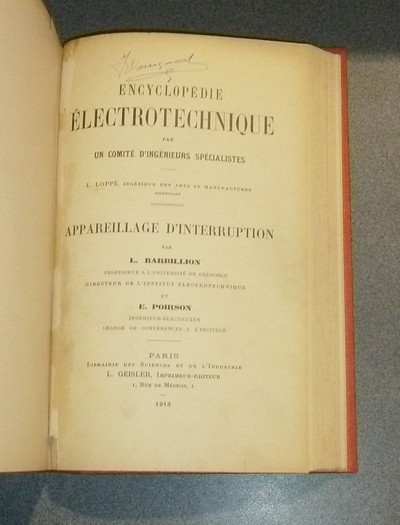 ENCYCLOPÉDIE
ÉLECTROTECHNIQUE
PAR
UN COMITÉ D'INGÉNIEURS SPÉCIALISTES
L. LOPPÉ, INGÉNIEUR DES ARTS ET MANUFACTURES
APPAREILLAGE D'INTERRUPTION
PAR
L. BARBILLION
PROFESSEUR A L'UNIVERSITÉ DE GRENOBLE
DIRECTEUR DE L'INSTITUT ÉLECTROTECHNIQUE
ET
E. POIRSON
INGÉNIEUR-ÉLECTRICIEN
CHARGÉ DE CONFÉRENCES A L'INSTITUT
PARIS
LIBRAIRIE DES SCIENCES ET DE L'INDUSTRIE
L. GEISLER, IMPRIMEUR-ÉDITEUR
1, RUE DE MÉDICIS, 1
1913